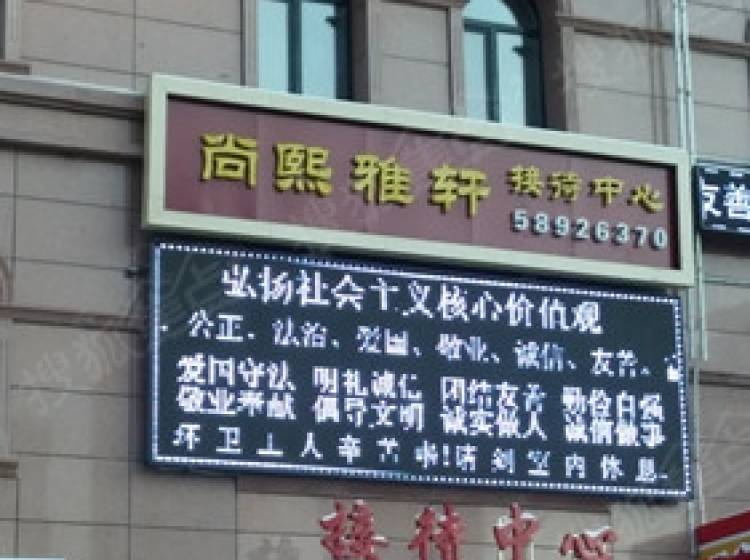 尚熙雅轩 接待中心
58926370
友善
弘扬社会主义核心价值观
公正、法治、爱国、敬业、诚信、友善、
爱国守法 明礼诚信 团结友善 勤俭自强
敬业奉献 倡导文明 诚实做人 诚信做事
环卫工人辛苦啦!请到室内休息
接待中心